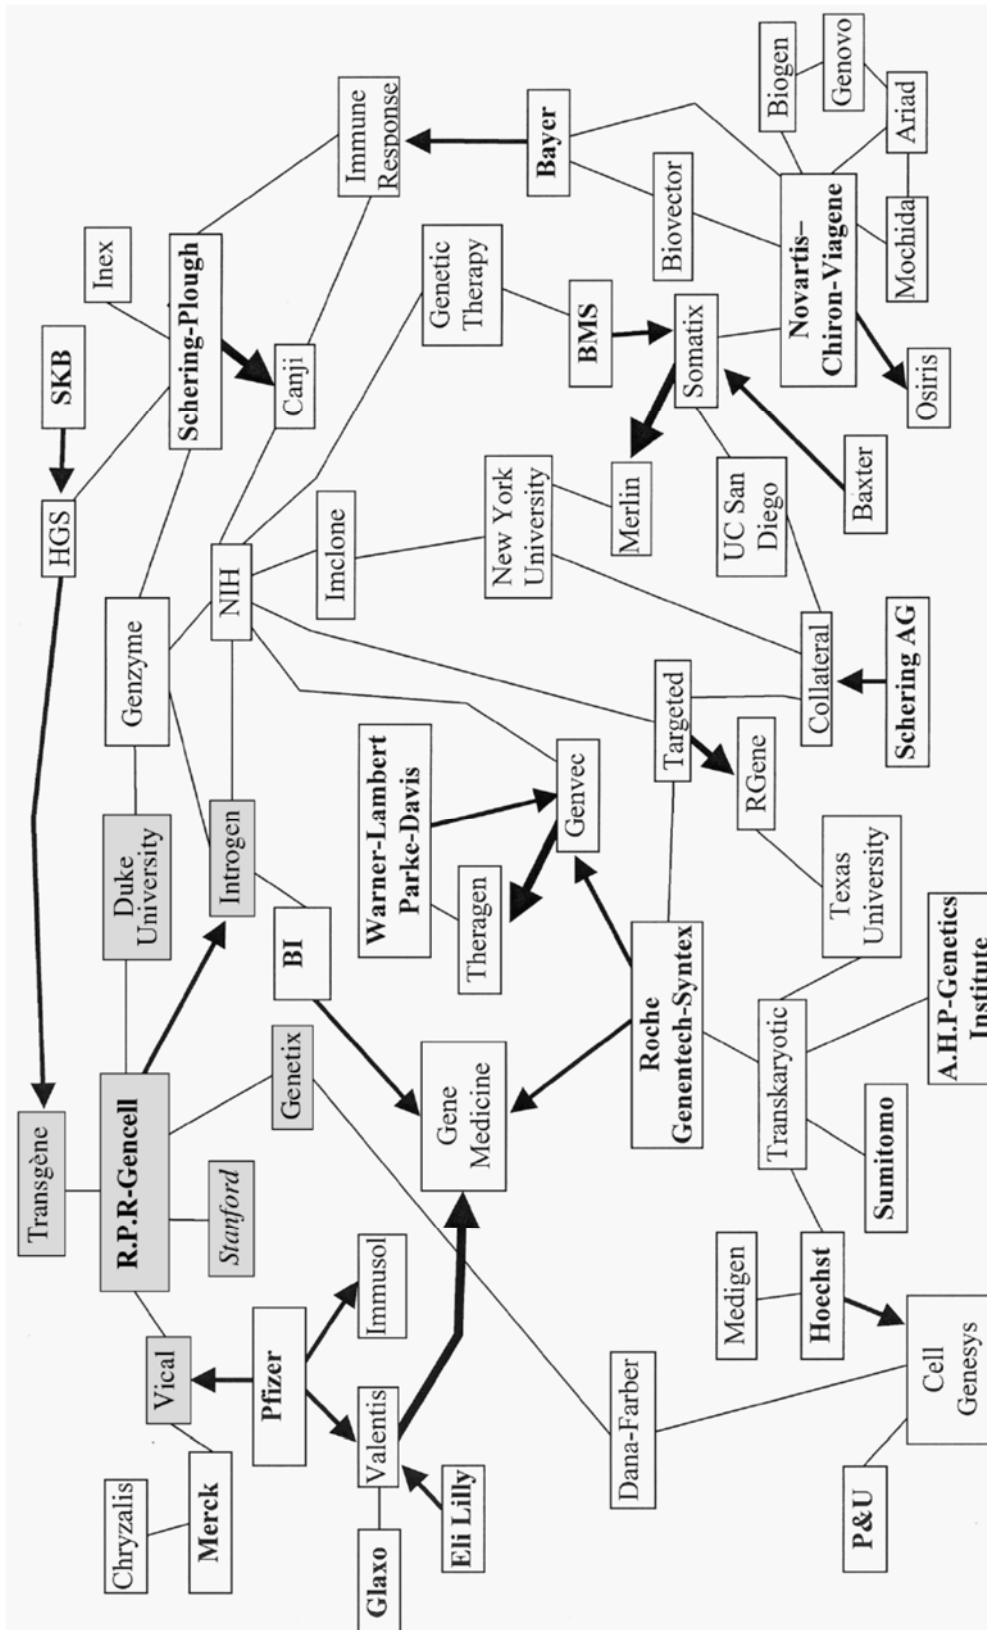 Transgène
HGS
SKB
Inex
Chryzalis
R.P.R-Gencell
Duke
University
Genzyme
Schering-Plough
Vical
Merck
Stanford
Introgen
NIH
Pfizer
Genetix
BI
Canji
Imclone
Immune
Response
Glaxo
Valentis
Immusol
Warner-Lambert
Parke-Davis
Genetic
Therapy
Eli Lilly
Gene
Medicine
Theragen
New York
University
Bayer
Genvec
BMS
Merlin
Dana-Farber
Roche
Genentech-Syntex
Targeted
Biovector
Somatix
UC San
Diego
RGene
Medigen
Transkaryotic
Biogen
Hoechst
Collateral
Novartis–
Chiron-Viagene
Genovo
P&U
Texas
University
Baxter
Sumitomo
Schering AG
Mochida
Ariad
Osiris
Cell
Genesys
A.H.P-Genetics
Institute